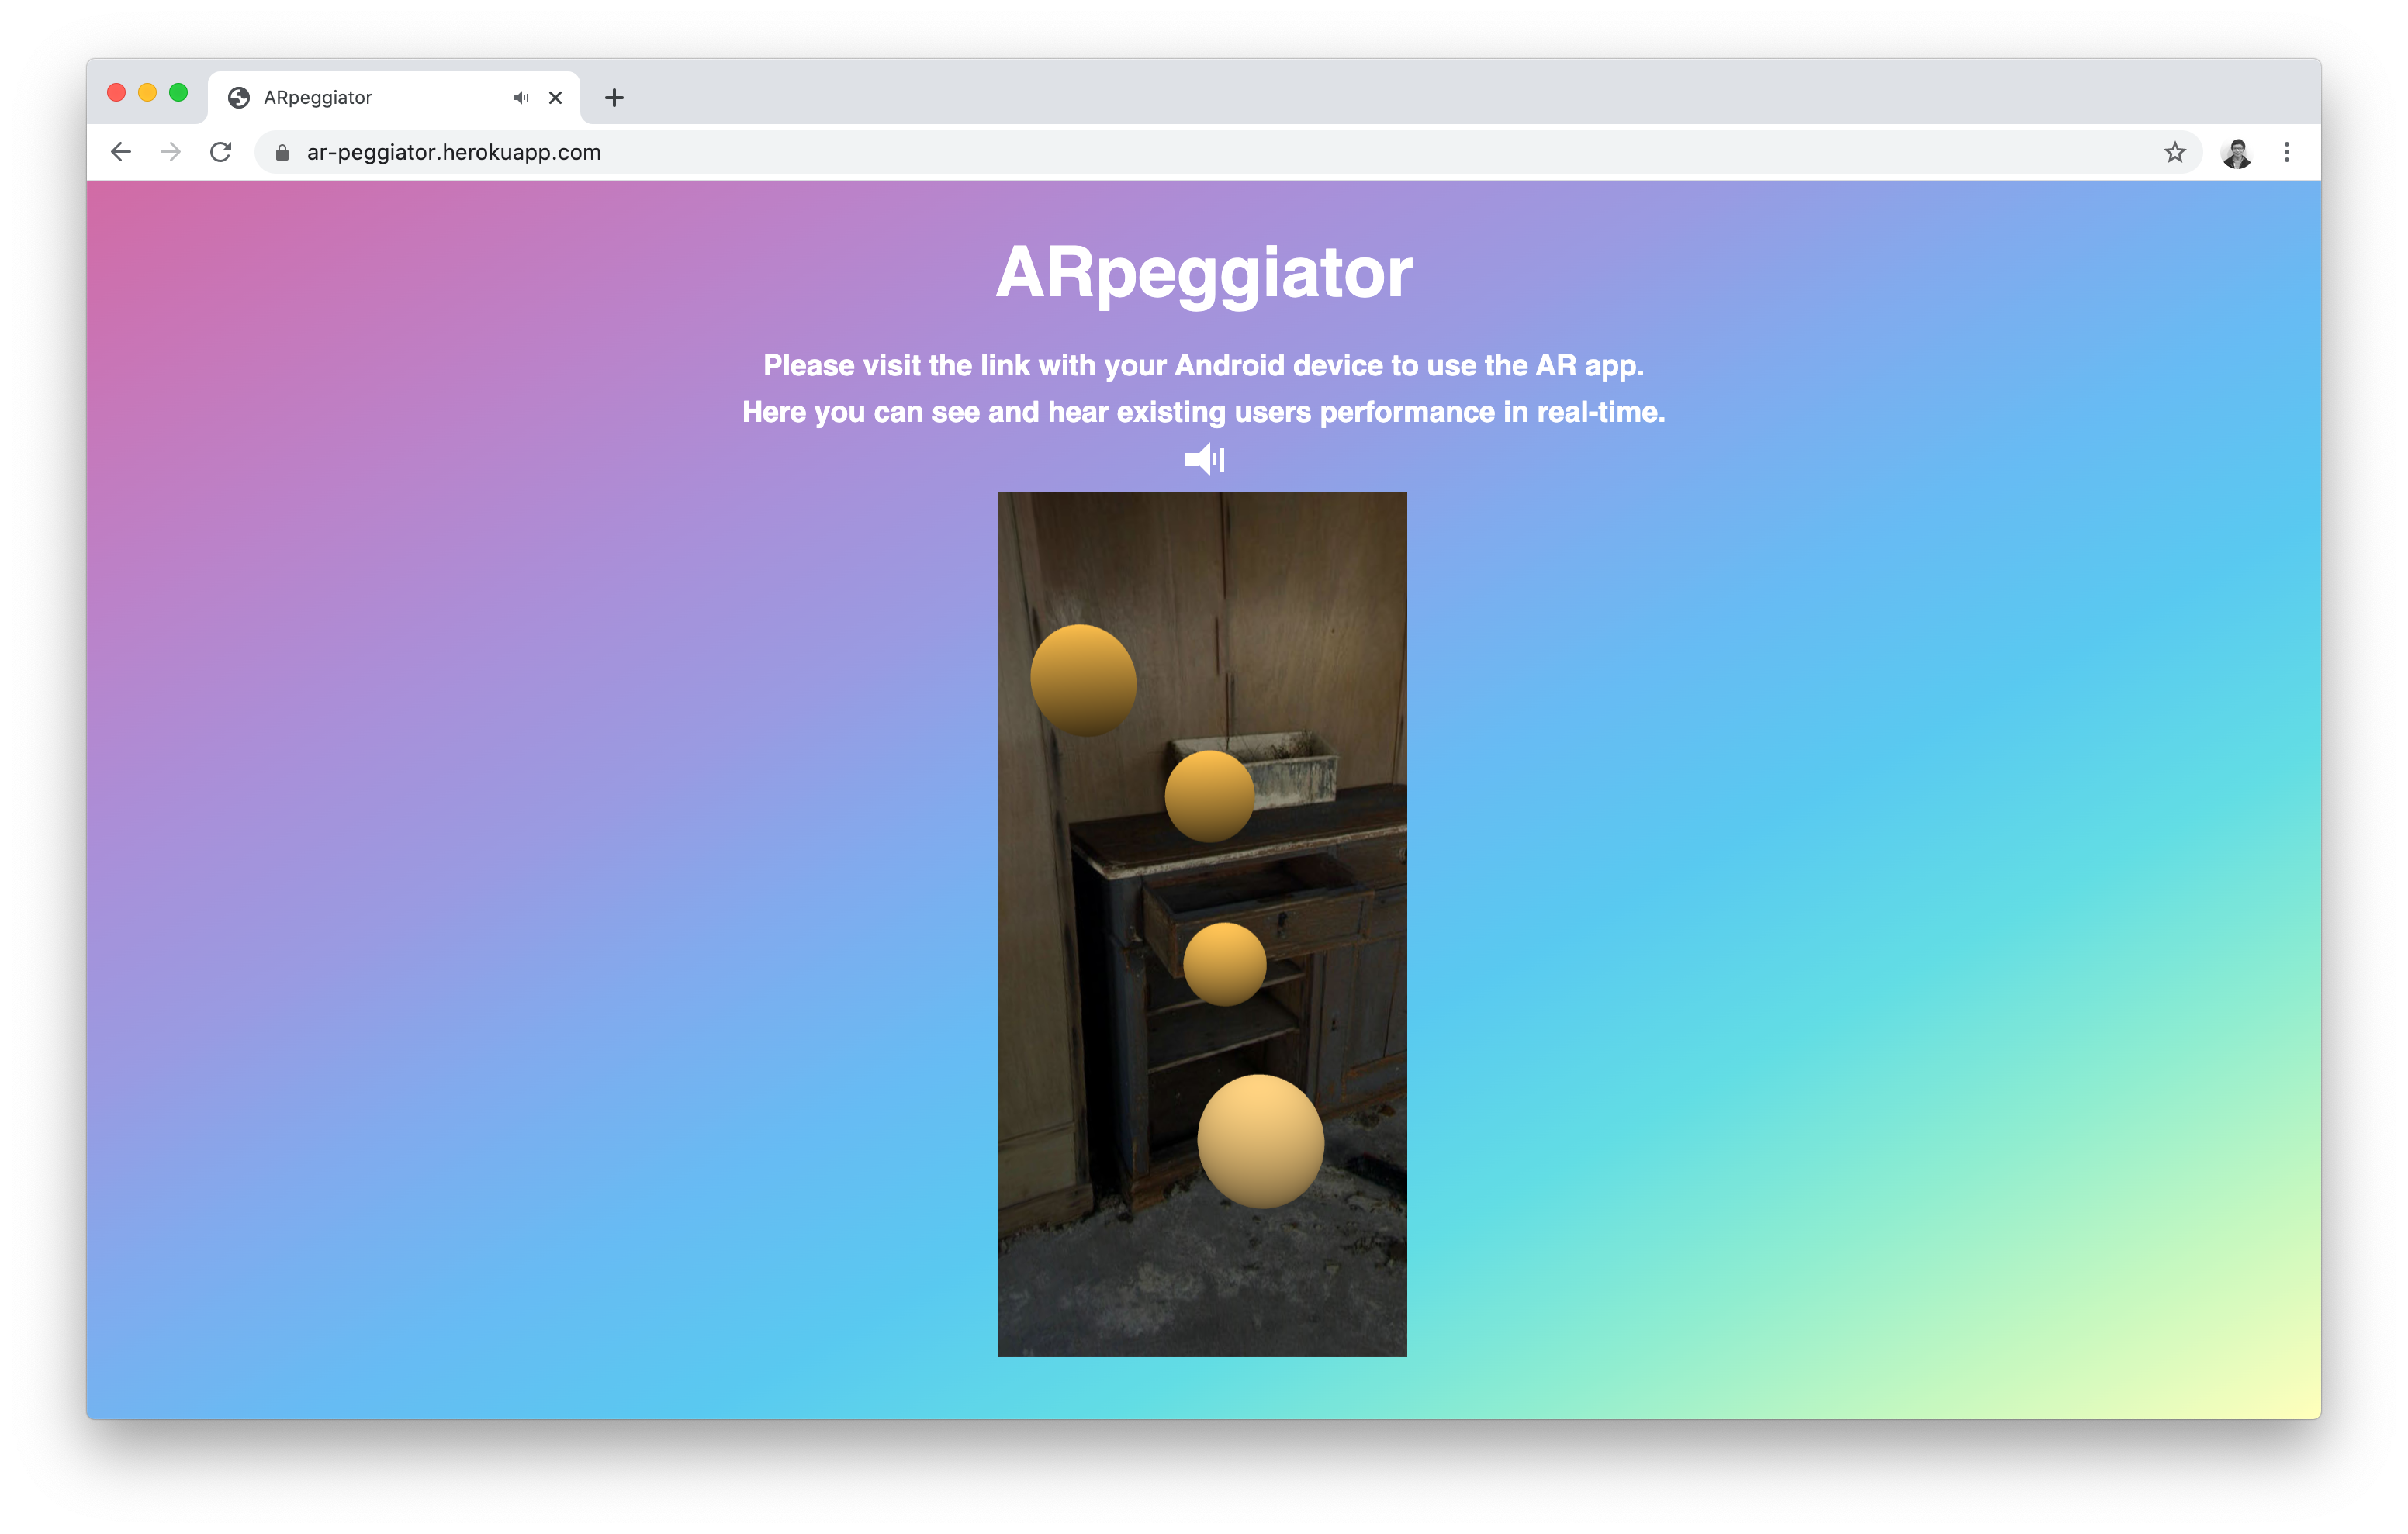 ARpeggiator
ar-peggiator.herokuapp.com
ARpeggiator
Please visit the link with your Android device to use the AR app.
Here you can see and hear existing users performance in real-time.